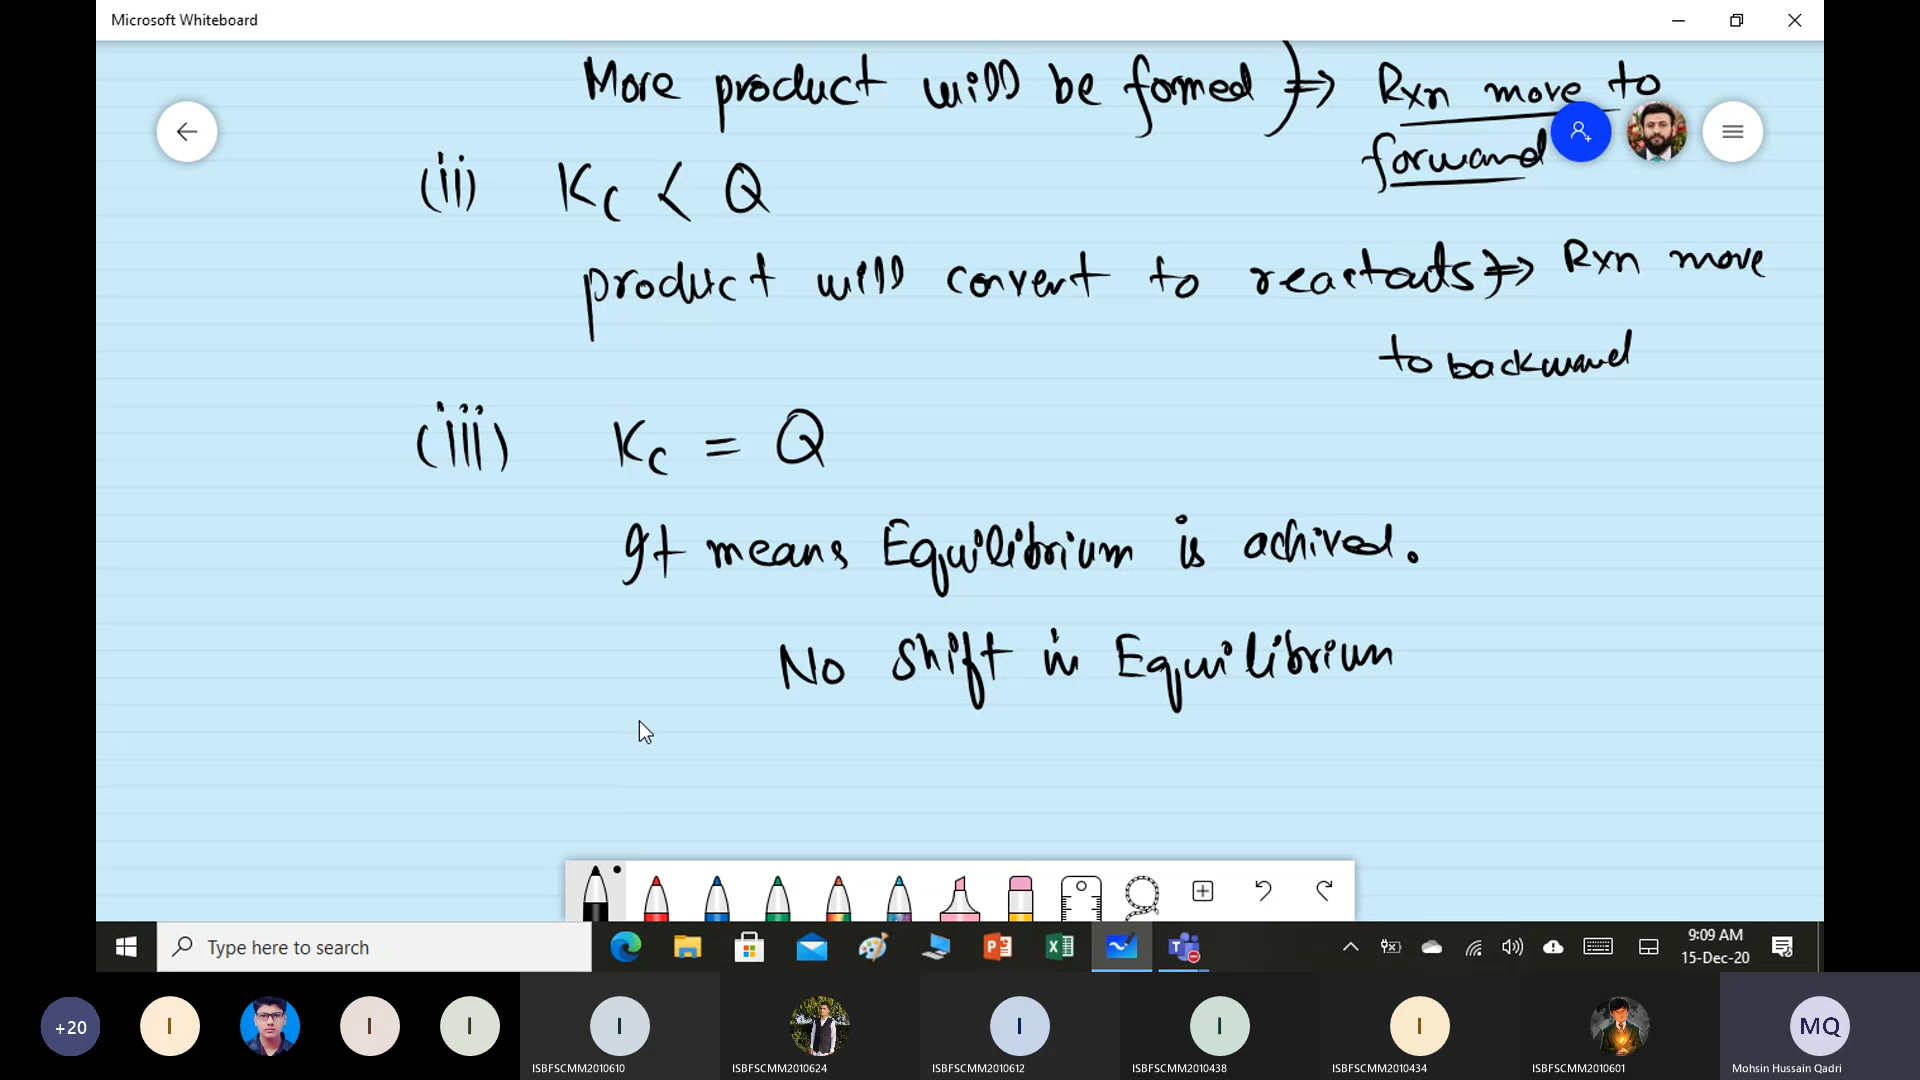 Microsoft Whiteboard
More product will be formed ) ⇒ Rxn move to
forward
(ii) Kc < Q
product will convert to reactants ⇒ Rxn move
to backward
(iii) Kc = Q
It means Equilibrium is achived.
No shift in Equilibrium
Type here to search
9:09 AM
15-Dec-20
+20
I
I
I
I
I
I
I
MQ
ISBFSCMM2010610
ISBFSCMM2010624
ISBFSCMM2010612
ISBFSCMM2010438
ISBFSCMM2010434
ISBFSCMM2010601
Mohsin Hussain Qadri